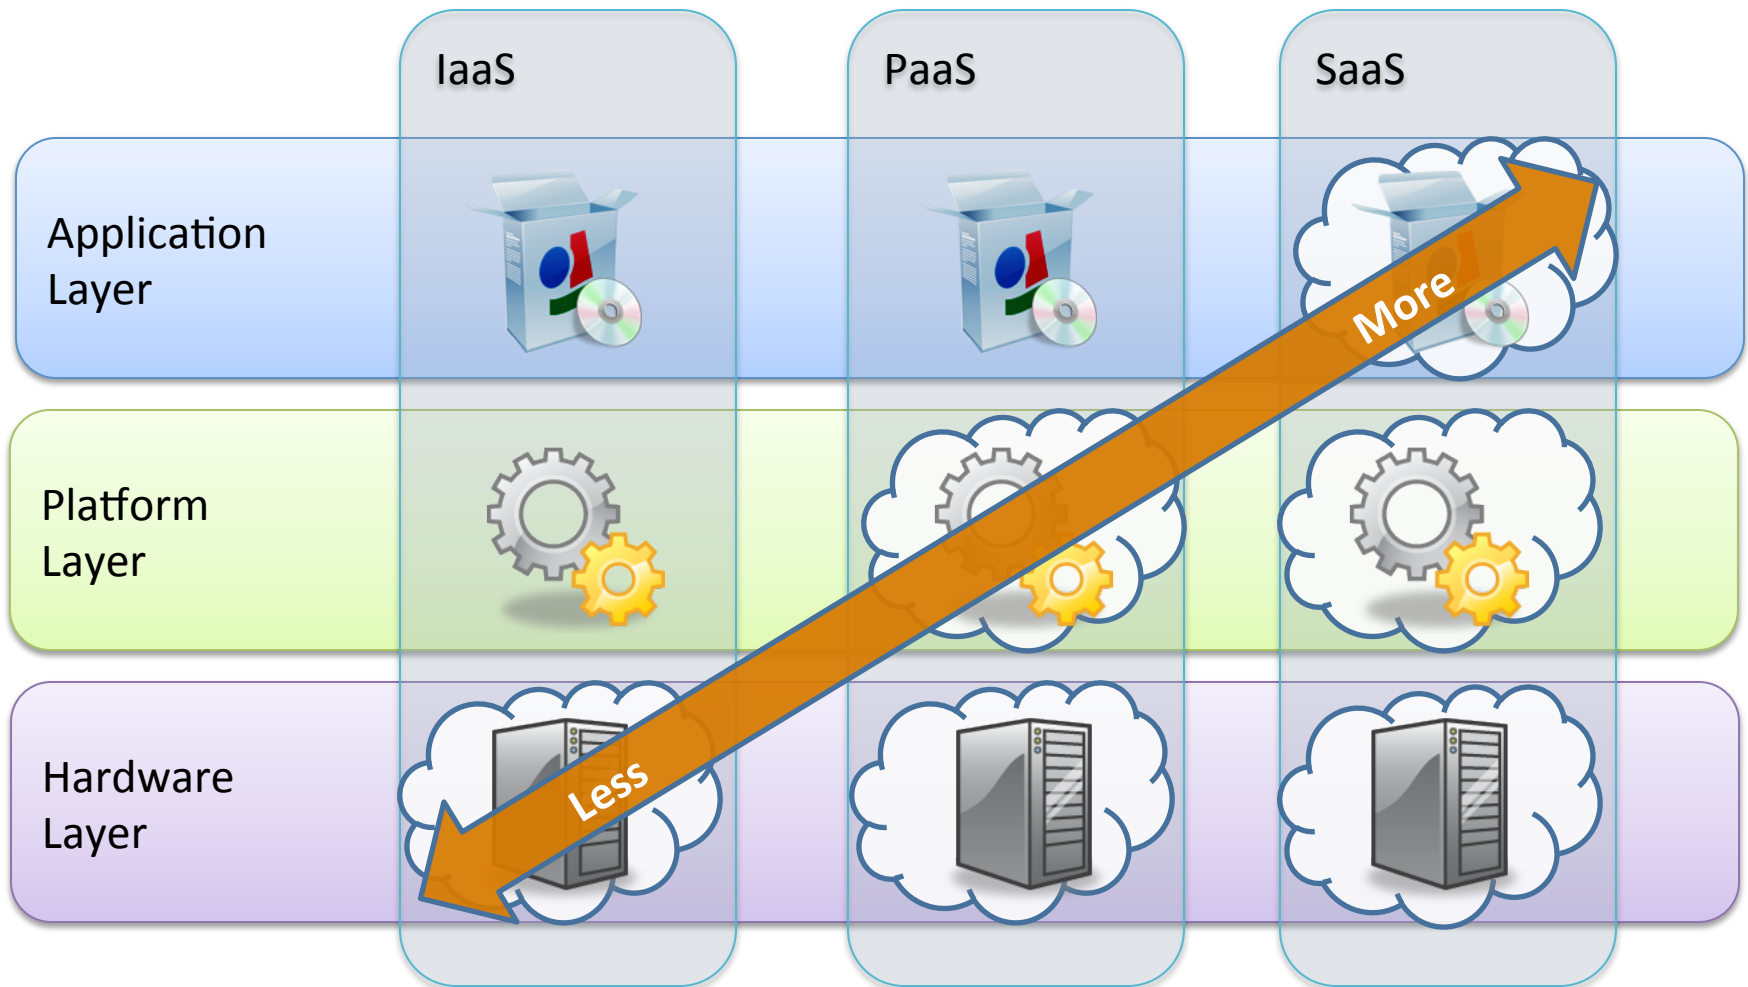 IaaS
PaaS
SaaS
Application
Layer
More
Platform
Layer
Hardware
Layer
Less